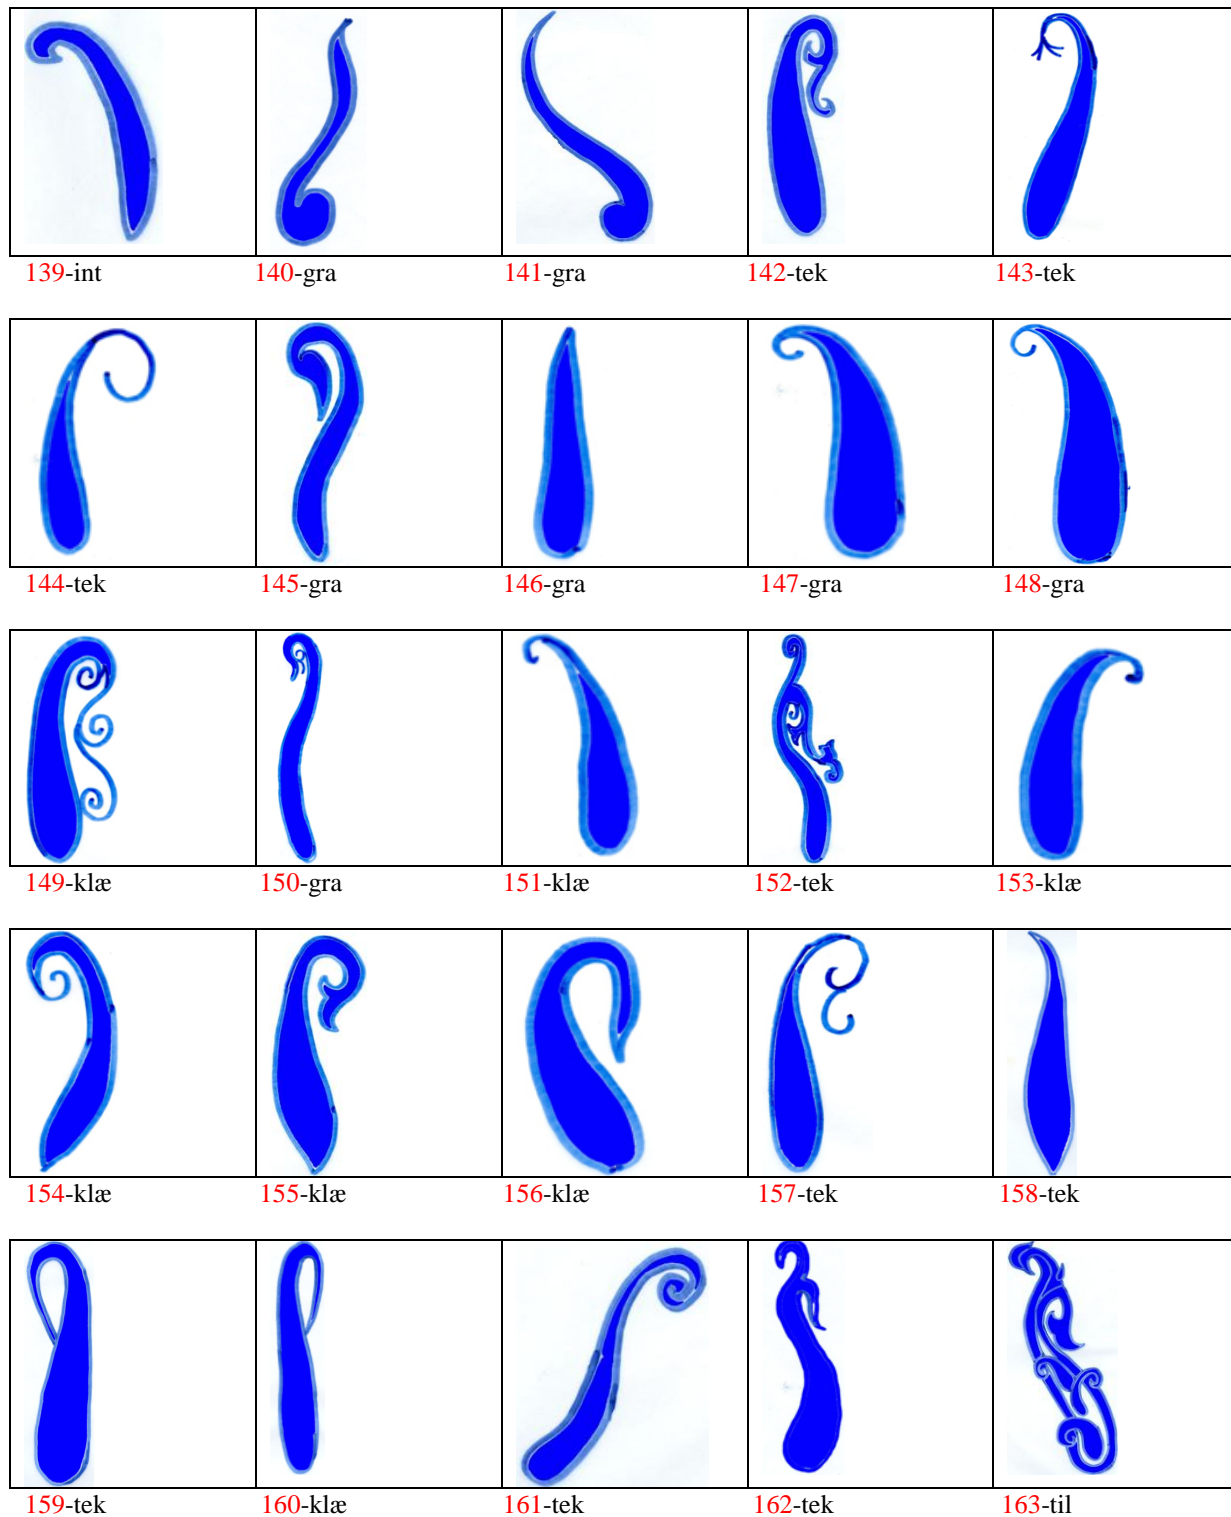 139-int 140-gra 141-gra 142-tek 143-tek
144-tek 145-gra 146-gra 147-gra 148-gra
149-klæ 150-gra 151-klæ 152-tek 153-klæ
154-klæ 155-klæ 156-klæ 157-tek 158-tek
159-tek 160-klæ 161-tek 162-tek 163-til